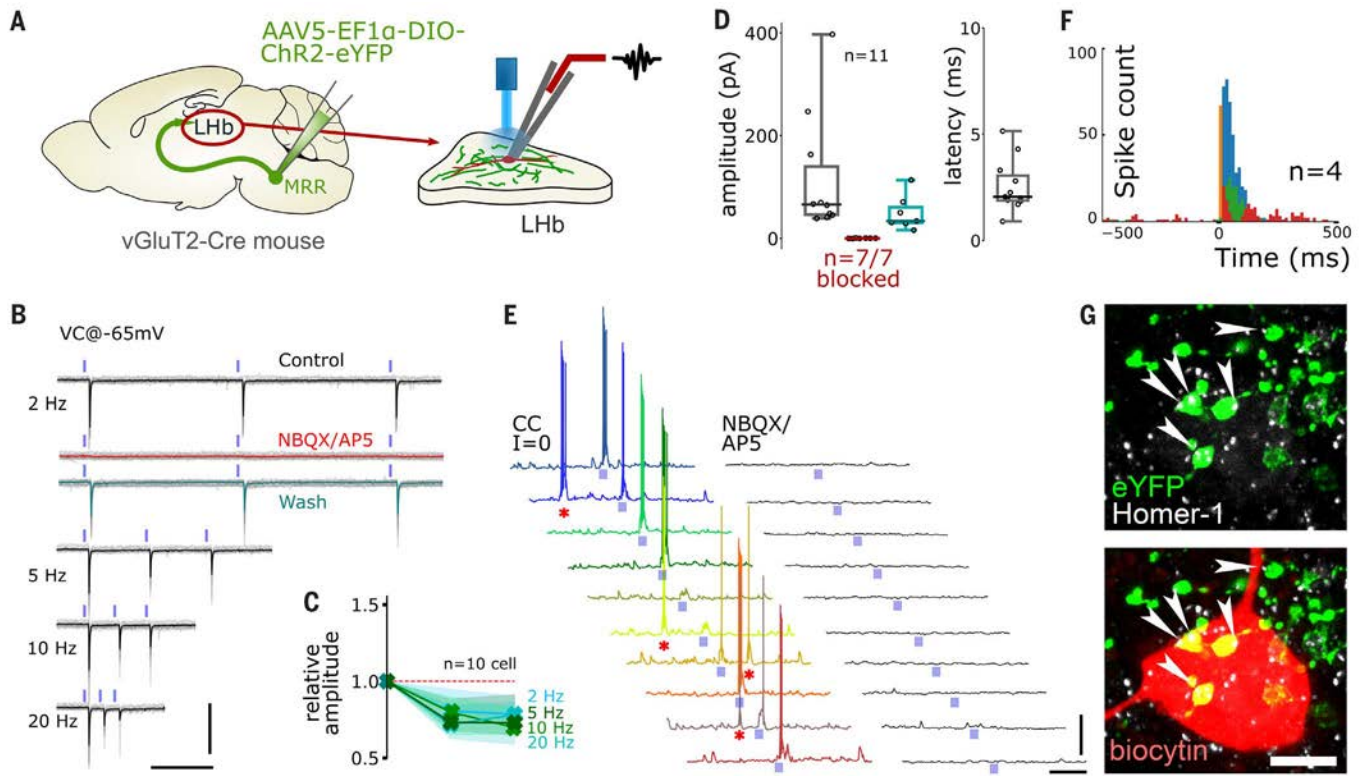 A
AAV5-EF1α-DIO-
ChR2-eYFP
LHb
MRR
vGluT2-Cre mouse
LHb
B
VC@-65mV
Control
2 Hz
NBQX/AP5
Wash
5 Hz
10 Hz
20 Hz
C
1.5
1.0
0.5
relative
amplitude
n=10 cell
2 Hz
5 Hz
10 Hz
20 Hz
D
400
200
0
amplitude (pA)
n=11
n=7/7
blocked
latency (ms)
10
5
0
E
CC
I=0
NBQX/
AP5
*
*
*
*
F
100
50
0
Spike count
n=4
−500
0
500
Time (ms)
G
eYFP
Homer-1
biocytin